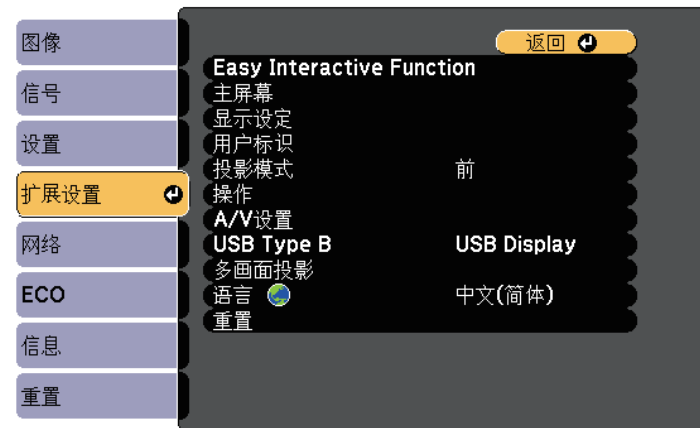 图像
信号
设置
扩展设置
网络
ECO
信息
重置
返回
Easy Interactive Function
主屏幕
显示设定
用户标识
投影模式 前
操作
A/V设置
USB Type B USB Display
多画面投影
语言 中文(简体)
重置